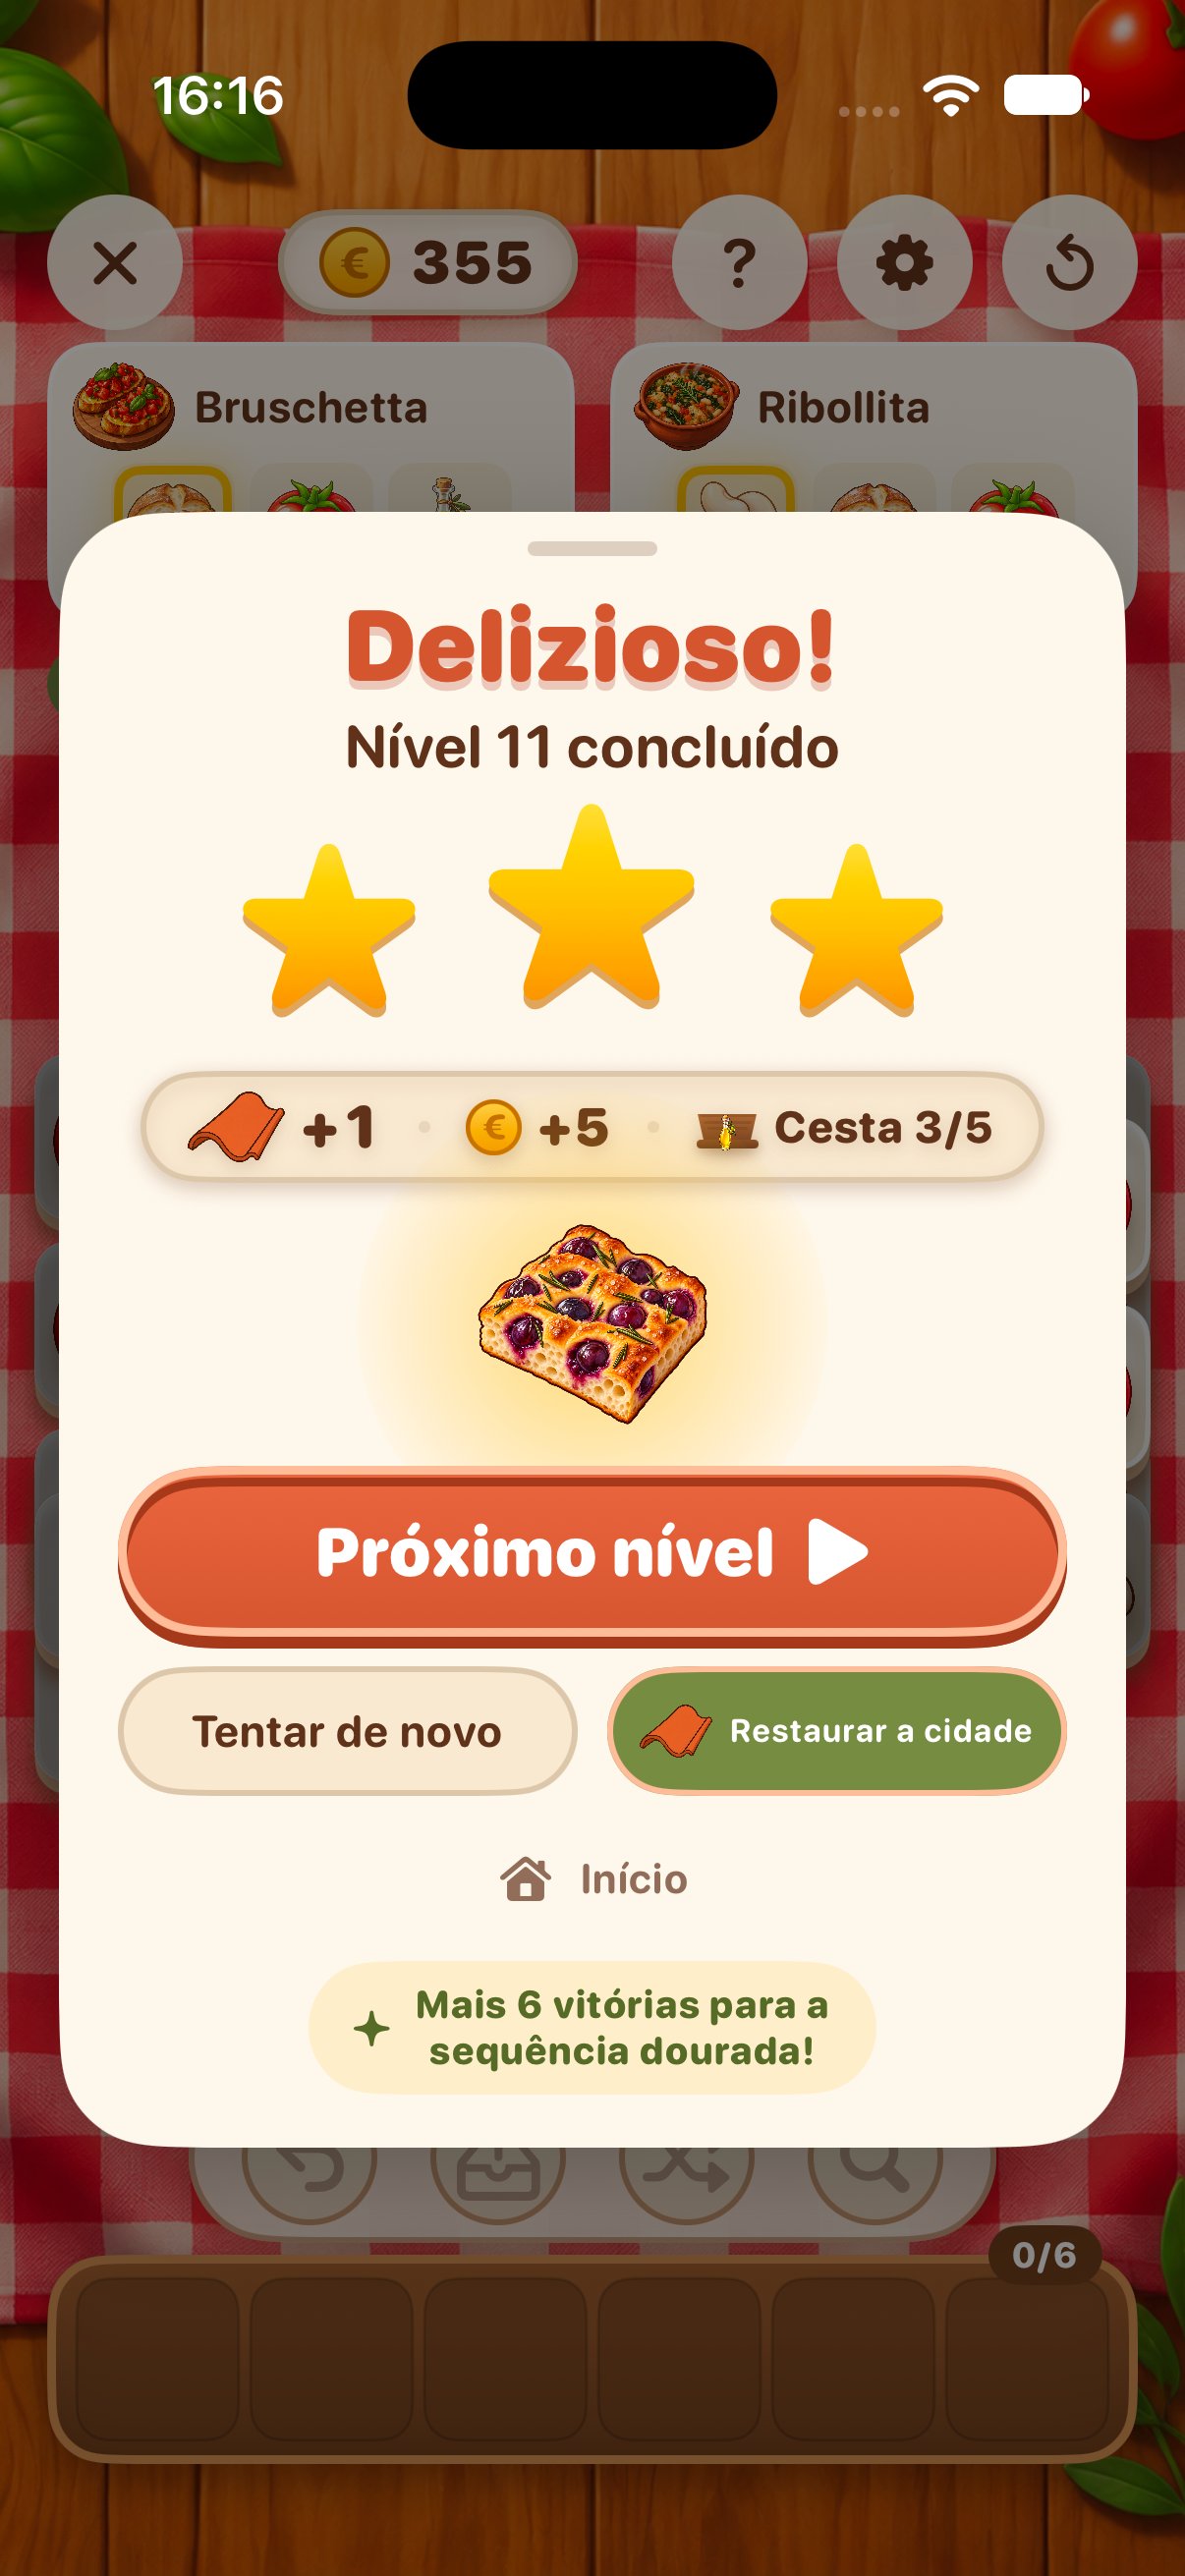 16:16
€ 355 ?
Bruschetta
Ribollita
Delizioso!
Nível 11 concluído
+1 · € +5 · Cesta 3/5
Próximo nível
Tentar de novo
Restaurar a cidade
Início
Mais 6 vitórias para a
sequência dourada!
0/6